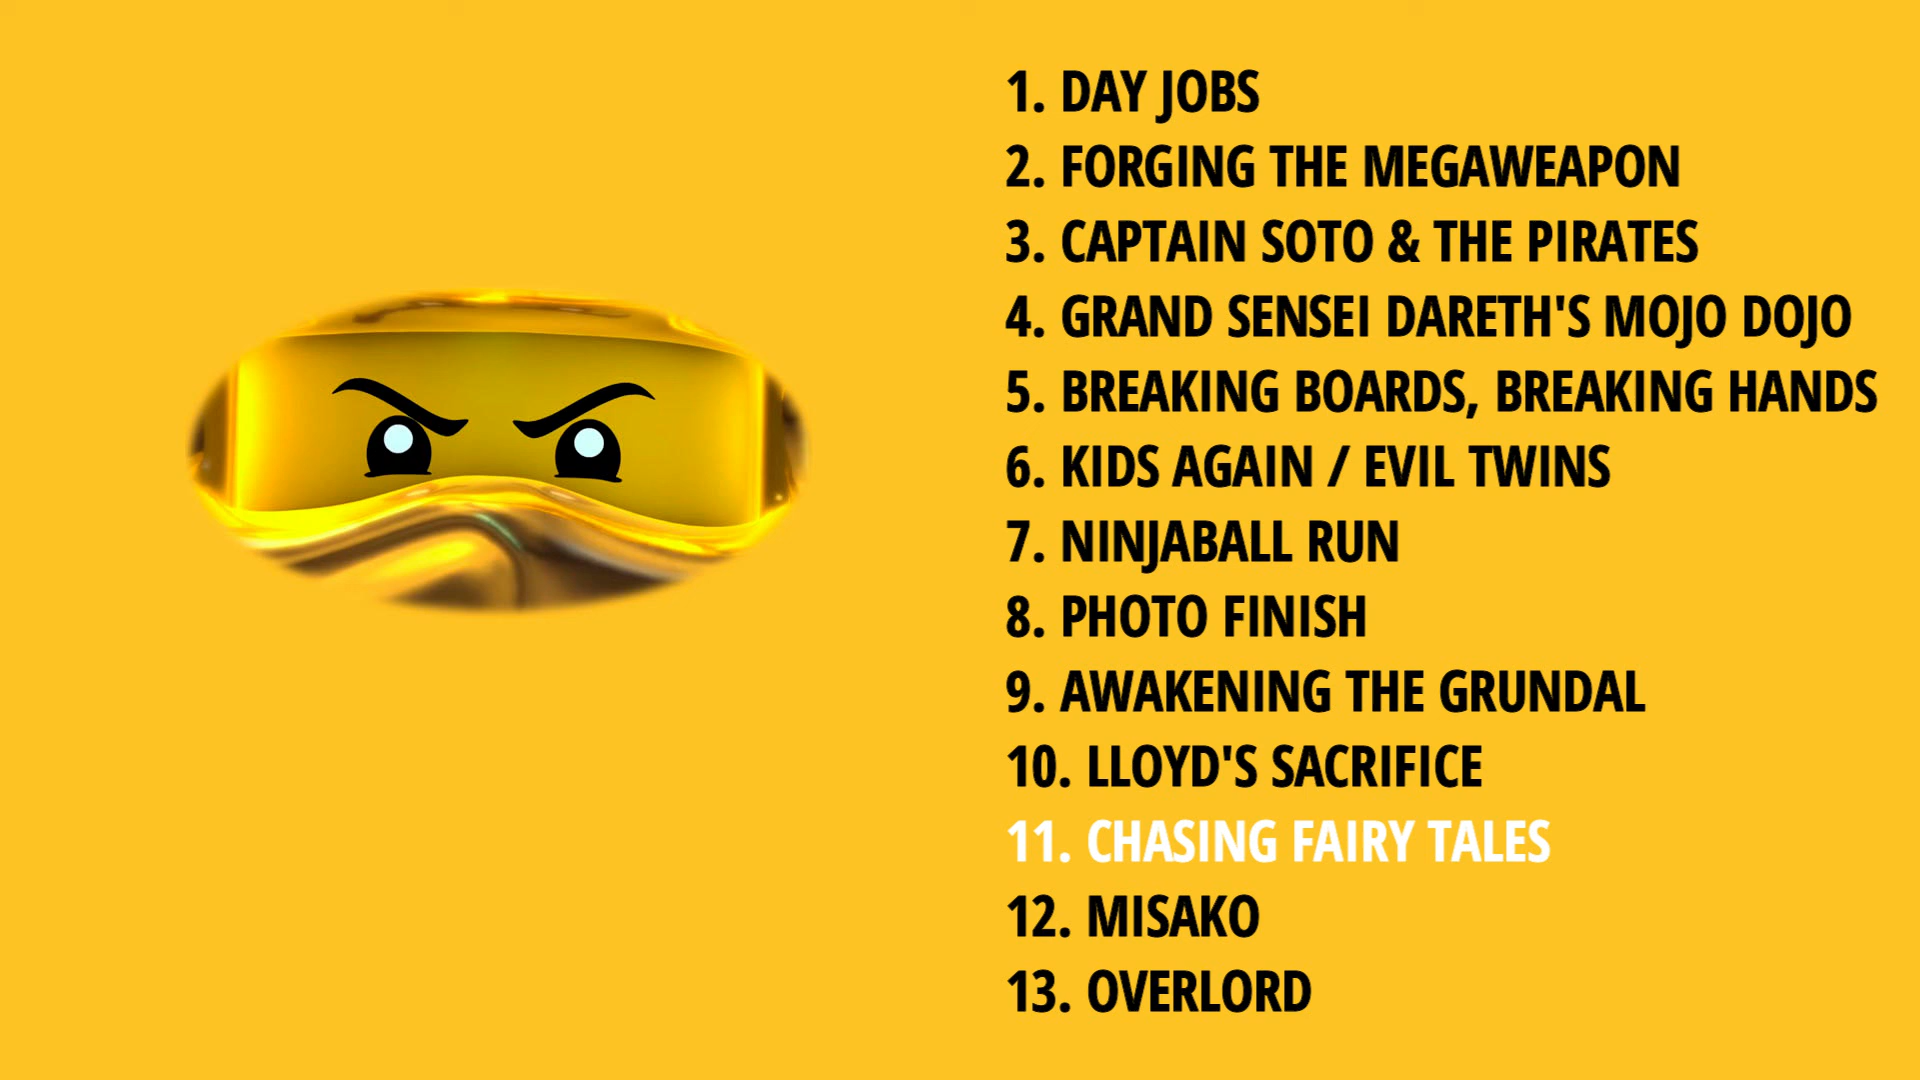 1. DAY JOBS
2. FORGING THE MEGAWEAPON
3. CAPTAIN SOTO & THE PIRATES
4. GRAND SENSEI DARETH'S MOJO DOJO
5. BREAKING BOARDS, BREAKING HANDS
6. KIDS AGAIN / EVIL TWINS
7. NINJABALL RUN
8. PHOTO FINISH
9. AWAKENING THE GRUNDAL
10. LLOYD'S SACRIFICE
11. CHASING FAIRY TALES
12. MISAKO
13. OVERLORD